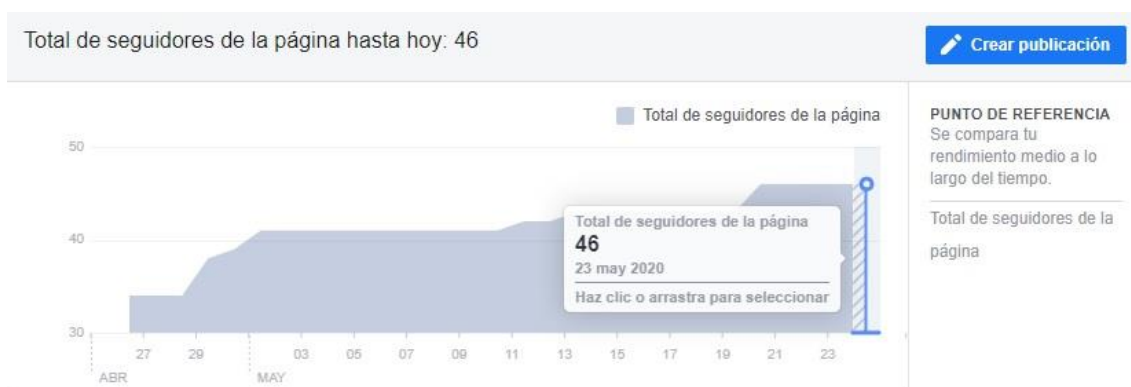 Total de seguidores de la página hasta hoy: 46
Crear publicación
Total de seguidores de la página
PUNTO DE REFERENCIA
Se compara tu
rendimiento medio a lo
largo del tiempo.
Total de seguidores de la
página
50
40
30
Total de seguidores de la página
46
23 may 2020
Haz clic o arrastra para seleccionar
27 29 03 05 07 09 11 13 15 17 19 21 23
ABR MAY